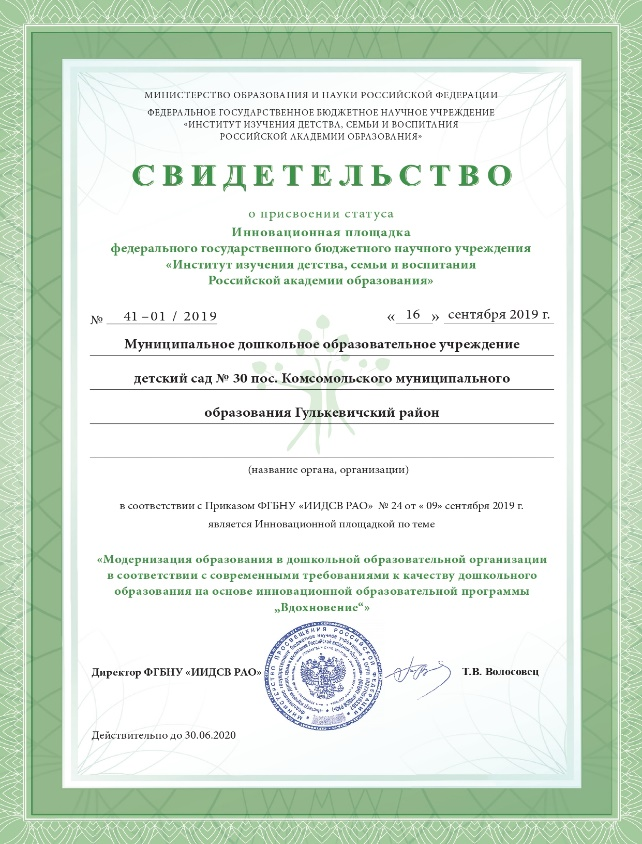 МИНИСТЕРСТВО ОБРАЗОВАНИЯ И НАУКИ РОССИЙСКОЙ ФЕДЕРАЦИИ
ФЕДЕРАЛЬНОЕ ГОСУДАРСТВЕННОЕ БЮДЖЕТНОЕ НАУЧНОЕ УЧРЕЖДЕНИЕ
«ИНСТИТУТ ИЗУЧЕНИЯ ДЕТСТВА, СЕМЬИ И ВОСПИТАНИЯ
РОССИЙСКОЙ АКАДЕМИИ ОБРАЗОВАНИЯ»
СВИДЕТЕЛЬСТВО
о присвоении статуса
Инновационная площадка
федерального государственного бюджетного научного учреждения
«Институт изучения детства, семьи и воспитания
Российской академии образования»
№ 41–01 / 2019 « 16 » сентября 2019 г.
Муниципальное дошкольное образовательное учреждение
детский сад № 30 пос. Комсомольского муниципального
образования Гулькевичский район
(название органа, организации)
в соответствии с Приказом ФГБНУ «ИИДСВ РАО» № 24 от « 09» сентября 2019 г.
является Инновационной площадкой по теме
«Модернизация образования в дошкольной образовательной организации
в соответствии с современными требованиями к качеству дошкольного
образования на основе инновационной образовательной программы
„Вдохновение“»
Директор ФГБНУ «ИИДСВ РАО» Т.В. Волосовец
МИНИСТЕРСТВО ПРОСВЕЩЕНИЯ РОССИЙСКОЙ ФЕДЕРАЦИИ
Действительно до 30.06.2020